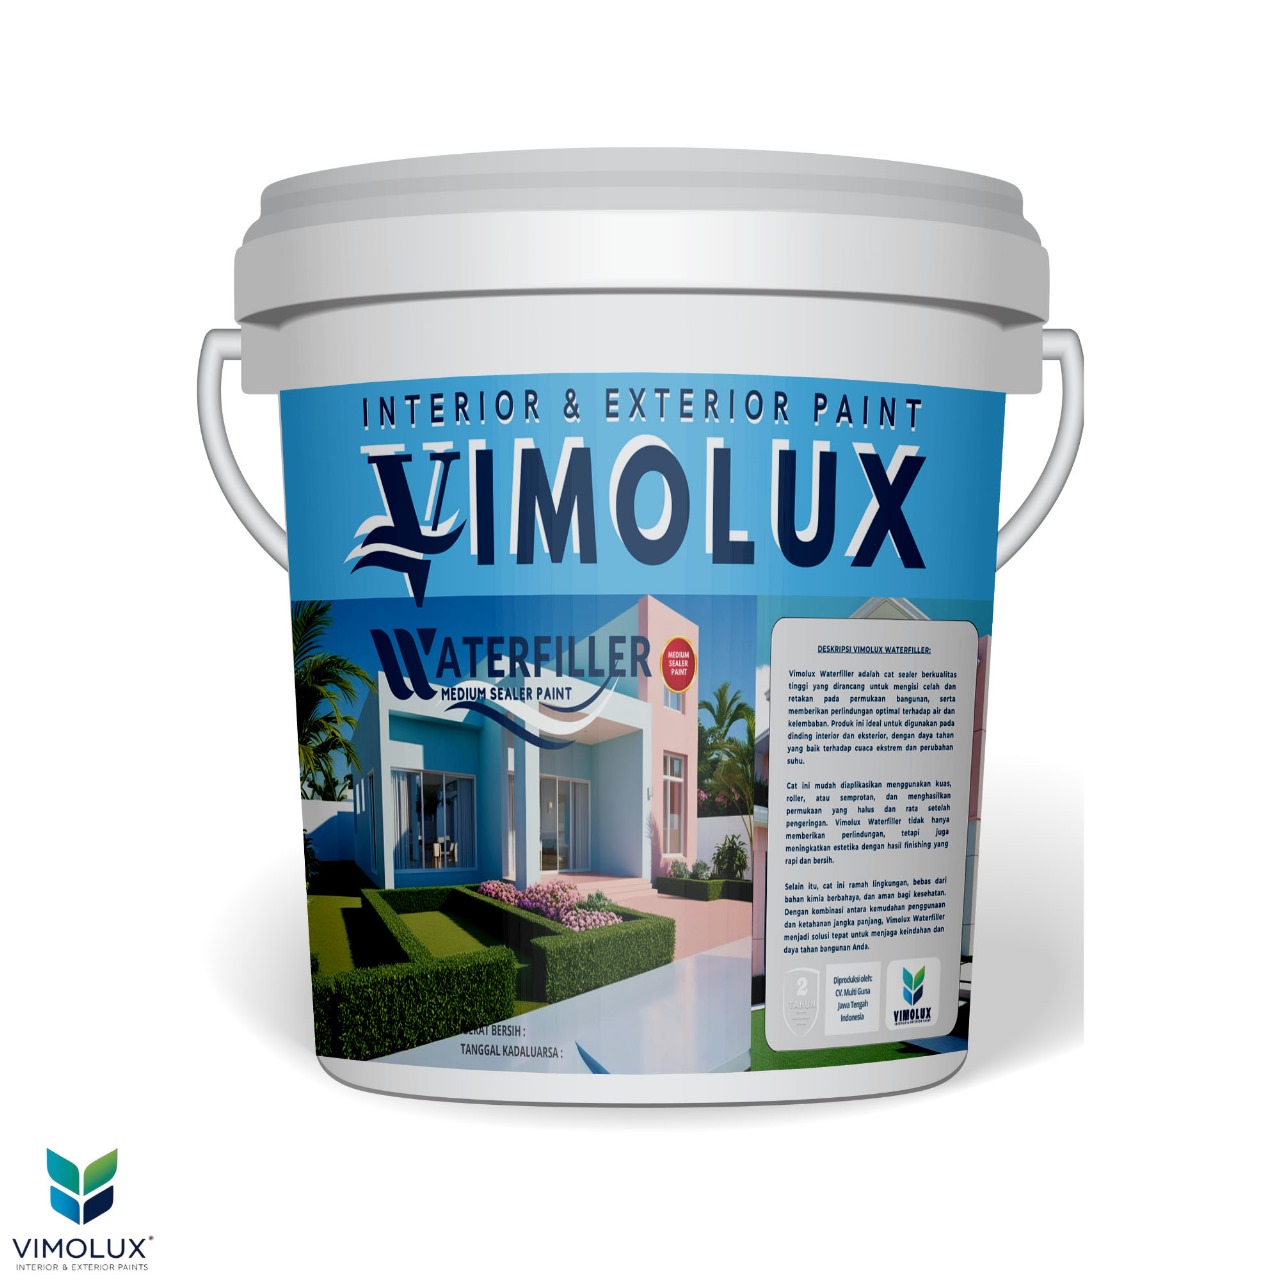 INTERIOR & EXTERIOR PAINT
VIMOLUX
WATERFILLER
MEDIUM SEALER PAINT
MEDIUM
SEALER
PAINT
DESKRIPSI VIMOLUX WATERFILLER:
Vimolux Waterfiller adalah cat sealer berkualitas
tinggi yang dirancang untuk mengisi celah dan
retakan pada permukaan bangunan, serta
memberikan perlindungan optimal terhadap air dan
kelembaban. Produk ini ideal untuk digunakan pada
dinding interior dan eksterior, dengan daya tahan
yang baik terhadap cuaca ekstrem dan perubahan
suhu.
Cat ini mudah diaplikasikan menggunakan kuas,
roller, atau semprotan, dan menghasilkan
permukaan yang halus dan rata setelah
pengeringan. Vimolux Waterfiller tidak hanya
memberikan perlindungan, tetapi juga
meningkatkan estetika dengan hasil finishing yang
rapi dan bersih.
Selain itu, cat ini ramah lingkungan, bebas dari
bahan kimia berbahaya, dan aman bagi kesehatan.
Dengan kombinasi antara kemudahan penggunaan
dan ketahanan jangka panjang, Vimolux Waterfiller
menjadi solusi tepat untuk menjaga keindahan dan
daya tahan bangunan Anda.
2
TAHUN
Diproduksi oleh:
CV. Multi Guna
Jawa Tengah
Indonesia
VIMOLUX
INTERIOR & EXTERIOR PAINT
BERAT BERSIH :
TANGGAL KADALUARSA :
VIMOLUX®
INTERIOR & EXTERIOR PAINTS